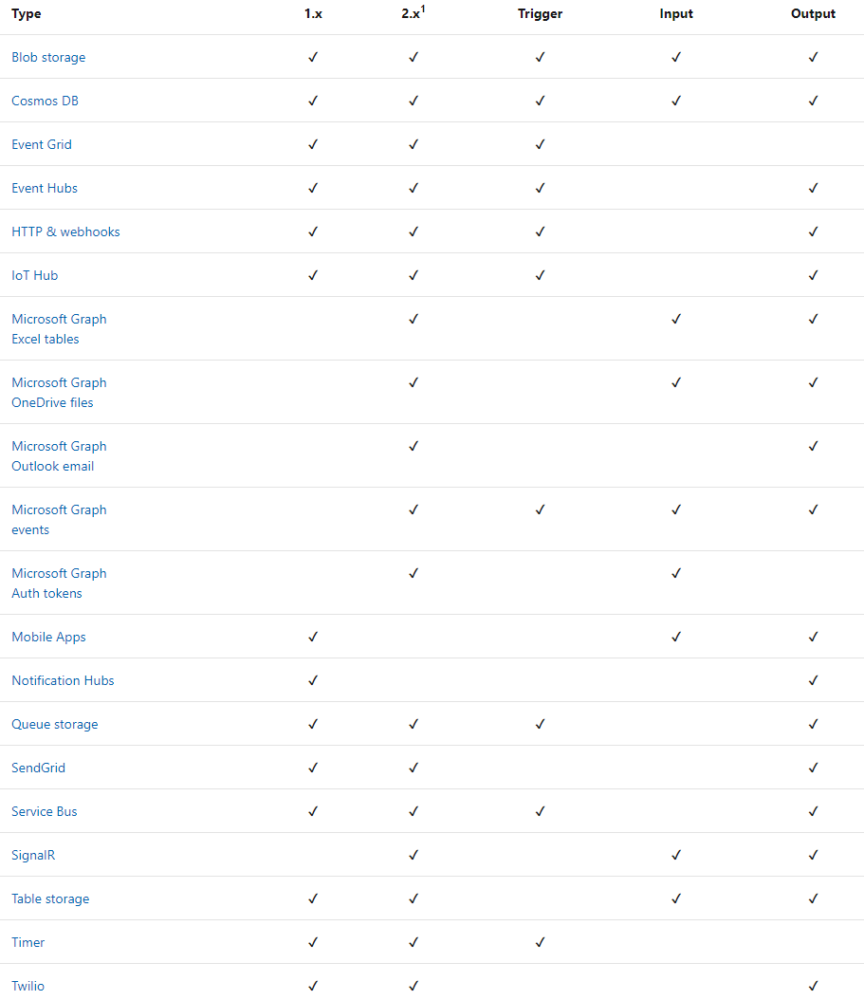 Type 1.x 2.x¹ Trigger Input Output
Blob storage ✓ ✓ ✓ ✓ ✓
Cosmos DB ✓ ✓ ✓ ✓ ✓
Event Grid ✓ ✓ ✓
Event Hubs ✓ ✓ ✓ ✓
HTTP & webhooks ✓ ✓ ✓ ✓
IoT Hub ✓ ✓ ✓ ✓
Microsoft Graph ✓ ✓ ✓
Excel tables
Microsoft Graph ✓ ✓ ✓
OneDrive files
Microsoft Graph ✓ ✓
Outlook email
Microsoft Graph ✓ ✓ ✓ ✓
events
Microsoft Graph ✓ ✓
Auth tokens
Mobile Apps ✓ ✓ ✓
Notification Hubs ✓ ✓
Queue storage ✓ ✓ ✓ ✓
SendGrid ✓ ✓ ✓
Service Bus ✓ ✓ ✓ ✓
SignalR ✓ ✓ ✓
Table storage ✓ ✓ ✓ ✓
Timer ✓ ✓ ✓
Twilio ✓ ✓ ✓